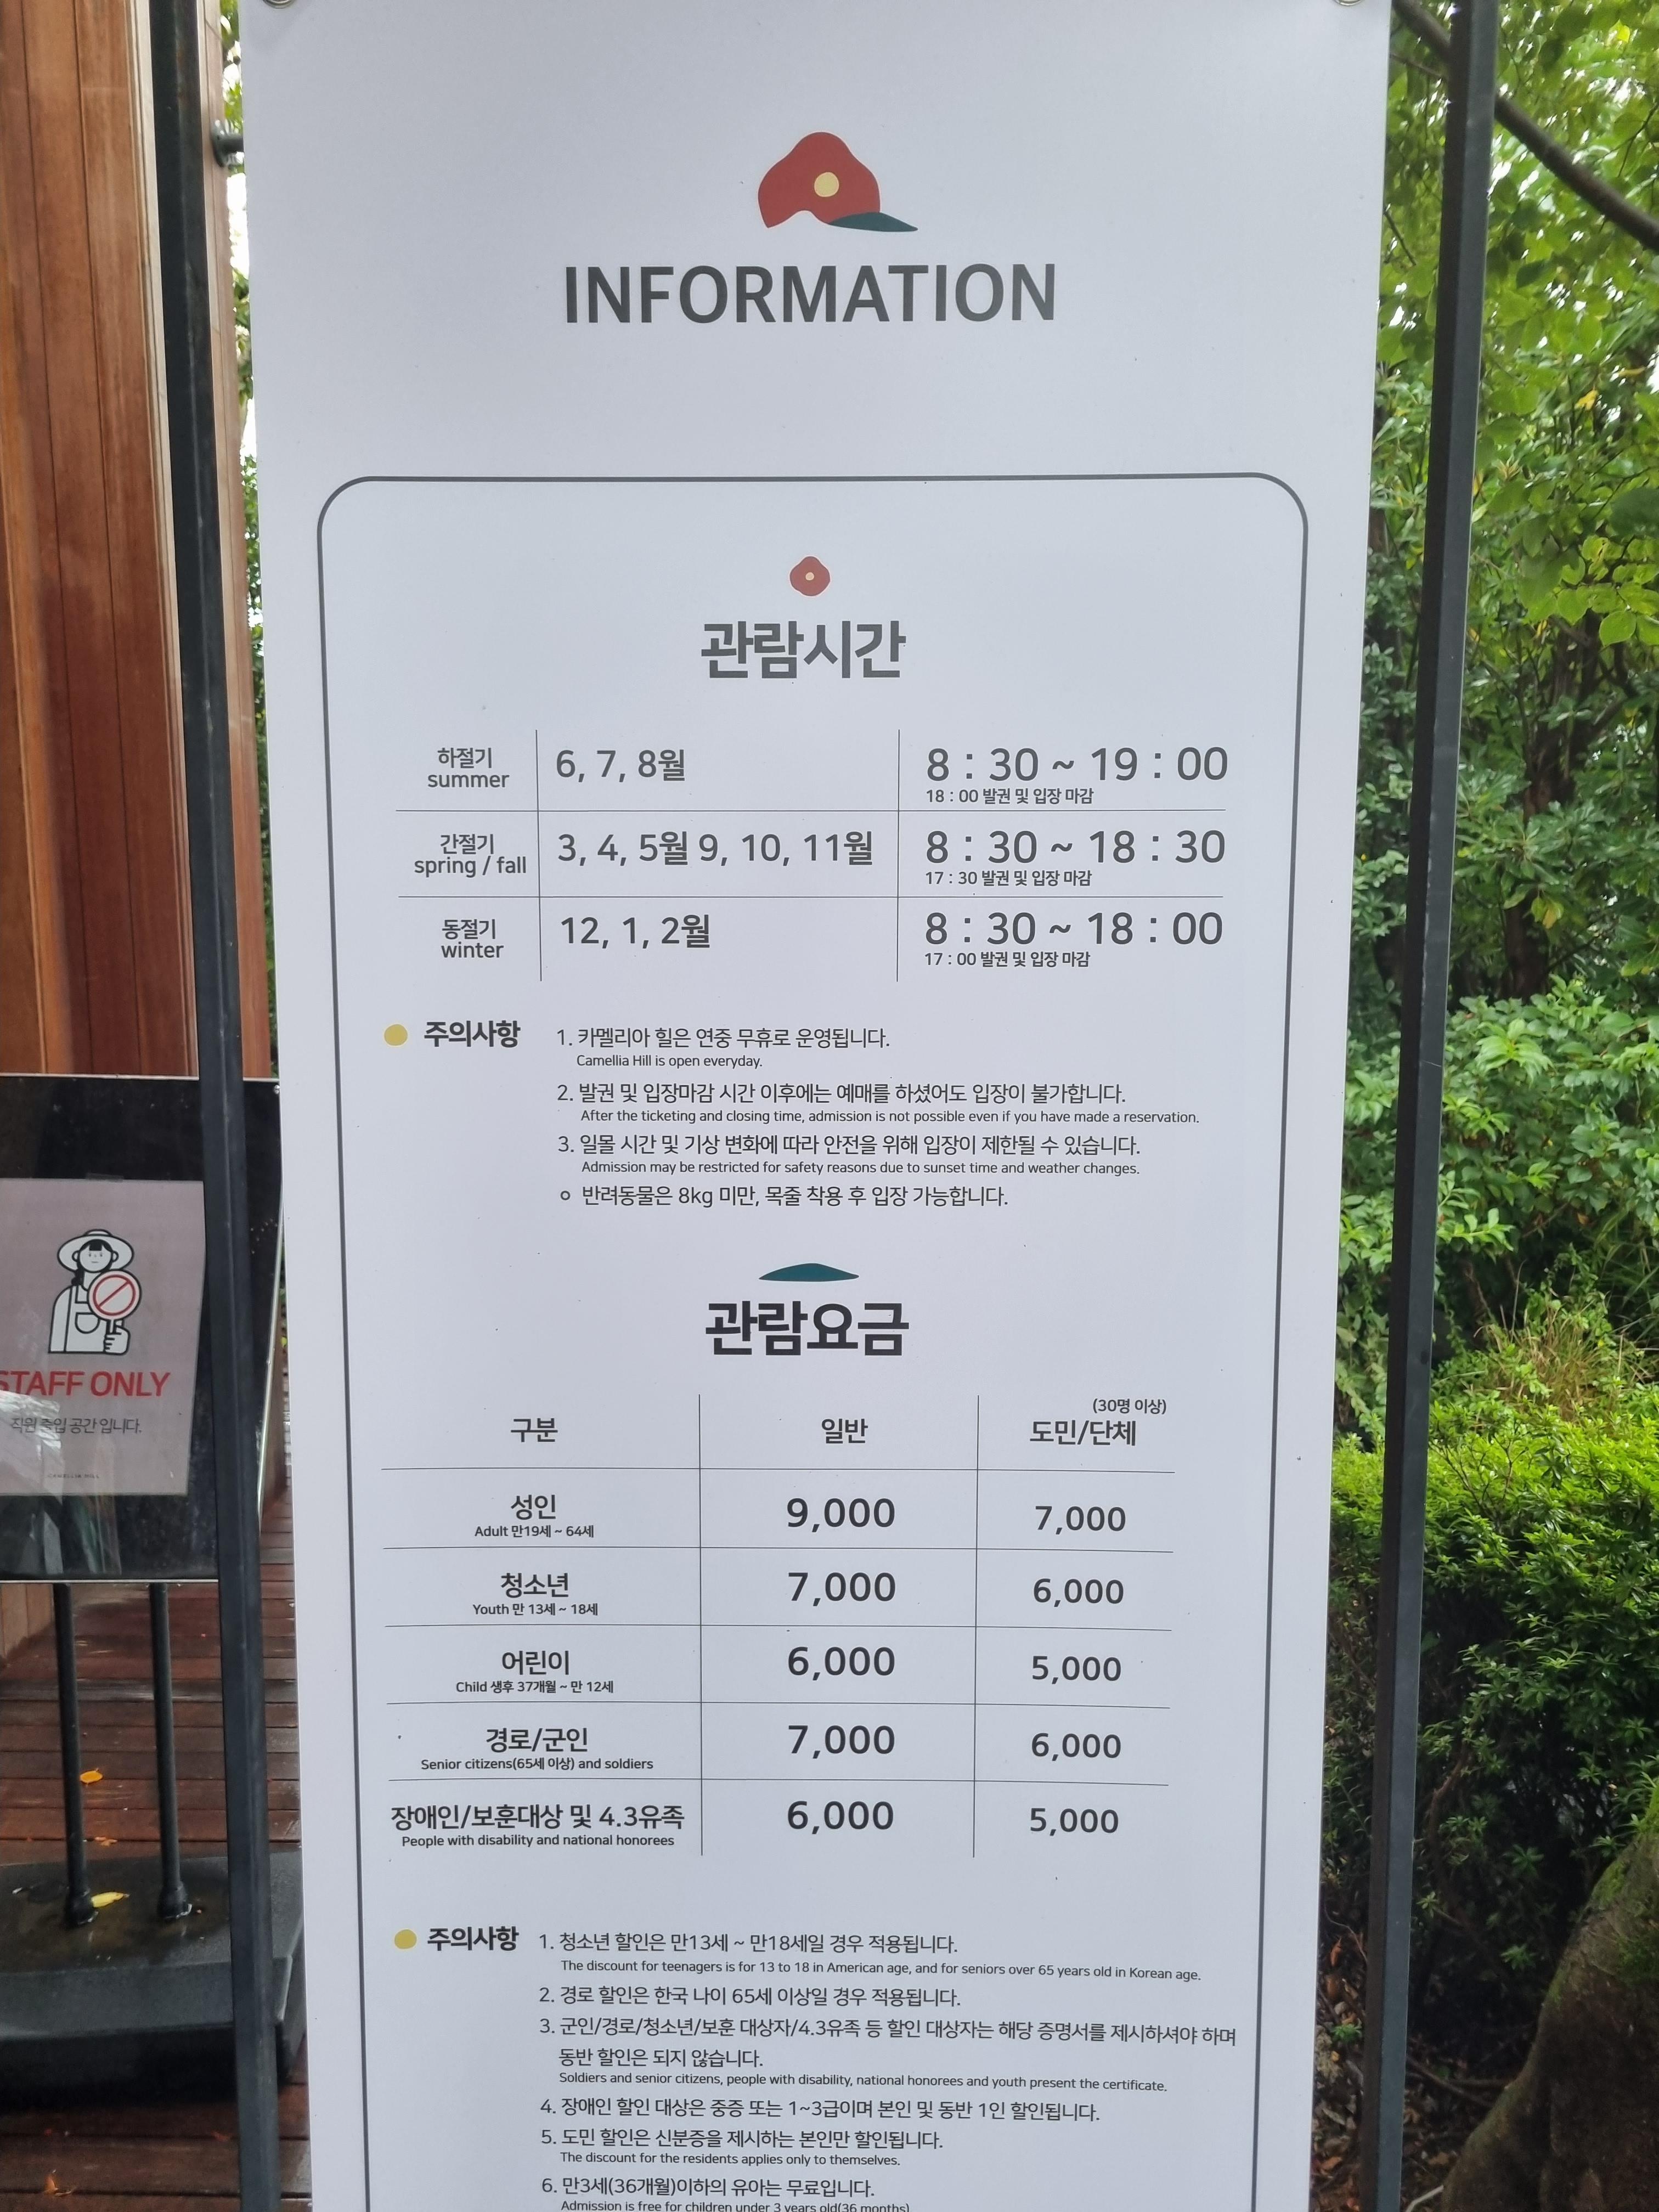 INFORMATION
관람시간
하절기
summer
6, 7, 8월
8 : 30 ~ 19 : 00
18 : 00 발권 및 입장 마감
간절기
spring / fall
3, 4, 5월 9, 10, 11월
8 : 30 ~ 18 : 30
17 : 30 발권 및 입장 마감
동절기
winter
12, 1, 2월
8 : 30 ~ 18 : 00
17 : 00 발권 및 입장 마감
주의사항
1. 카멜리아 힐은 연중 무휴로 운영됩니다.
Camellia Hill is open everyday.
2. 발권 및 입장마감 시간 이후에는 예매를 하셨어도 입장이 불가합니다.
After the ticketing and closing time, admission is not possible even if you have made a reservation.
3. 일몰 시간 및 기상 변화에 따라 안전을 위해 입장이 제한될 수 있습니다.
Admission may be restricted for safety reasons due to sunset time and weather changes.
반려동물은 8kg 미만, 목줄 착용 후 입장 가능합니다.
관람요금
구분
일반
(30명 이상)
도민/단체
성인
Adult 만19세 ~ 64세
9,000
7,000
청소년
Youth 만 13세 ~ 18세
7,000
6,000
어린이
Child 생후 37개월 ~ 만 12세
6,000
5,000
경로/군인
Senior citizens(65세 이상) and soldiers
7,000
6,000
장애인/보훈대상 및 4.3유족
People with disability and national honorees
6,000
5,000
주의사항
1. 청소년 할인은 만13세 ~ 만18세일 경우 적용됩니다.
The discount for teenagers is for 13 to 18 in American age, and for seniors over 65 years old in Korean age.
2. 경로 할인은 한국 나이 65세 이상일 경우 적용됩니다.
3. 군인/경로/청소년/보훈 대상자/4.3유족 등 할인 대상자는 해당 증명서를 제시하셔야 하며
동반 할인은 되지 않습니다.
Soldiers and senior citizens, people with disability, national honorees and youth present the certificate.
4. 장애인 할인 대상은 중증 또는 1~3급이며 본인 및 동반 1인 할인됩니다.
5. 도민 할인은 신분증을 제시하는 본인만 할인됩니다.
The discount for the residents applies only to themselves.
6. 만3세(36개월)이하의 유아는 무료입니다.
Admission is free for children under 3 years old(36 months)
STAFF ONLY
직원 출입 공간 입니다.
CAMELLIA HILL